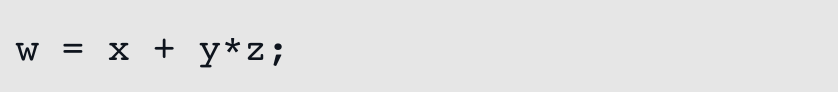 w = x + y*z;